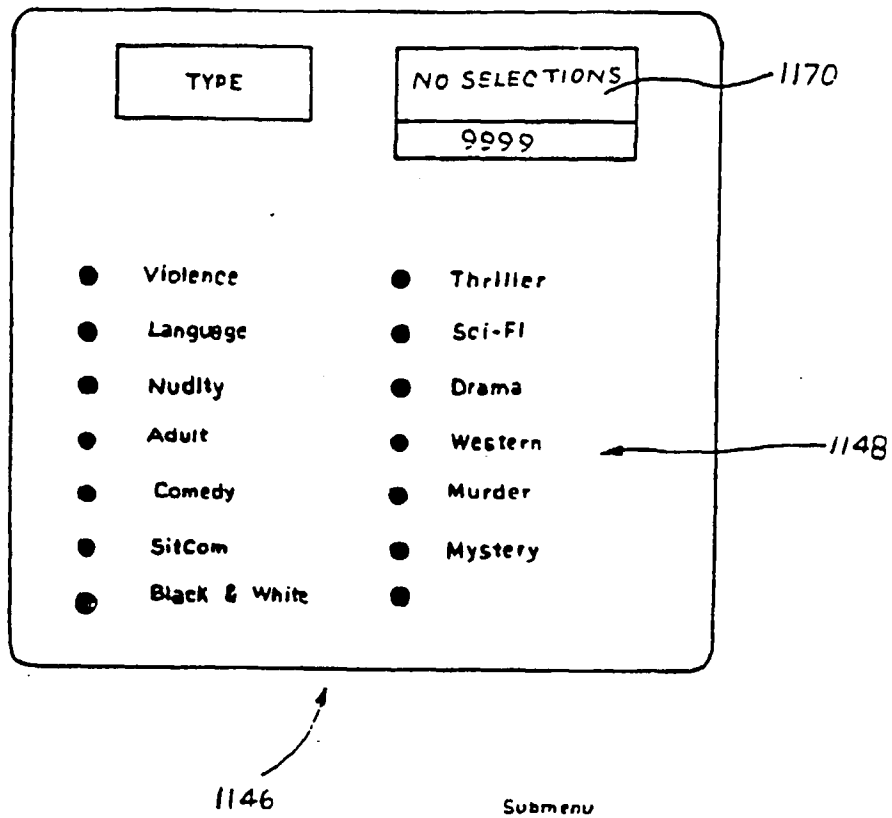 TYPE
NO SELECTIONS
1170
9999
Violence
Language
Nudity
Adult
Comedy
SitCom
Black & White
Thriller
Sci-Fi
Drama
Western
Murder
Mystery
1148
1146
Submenu